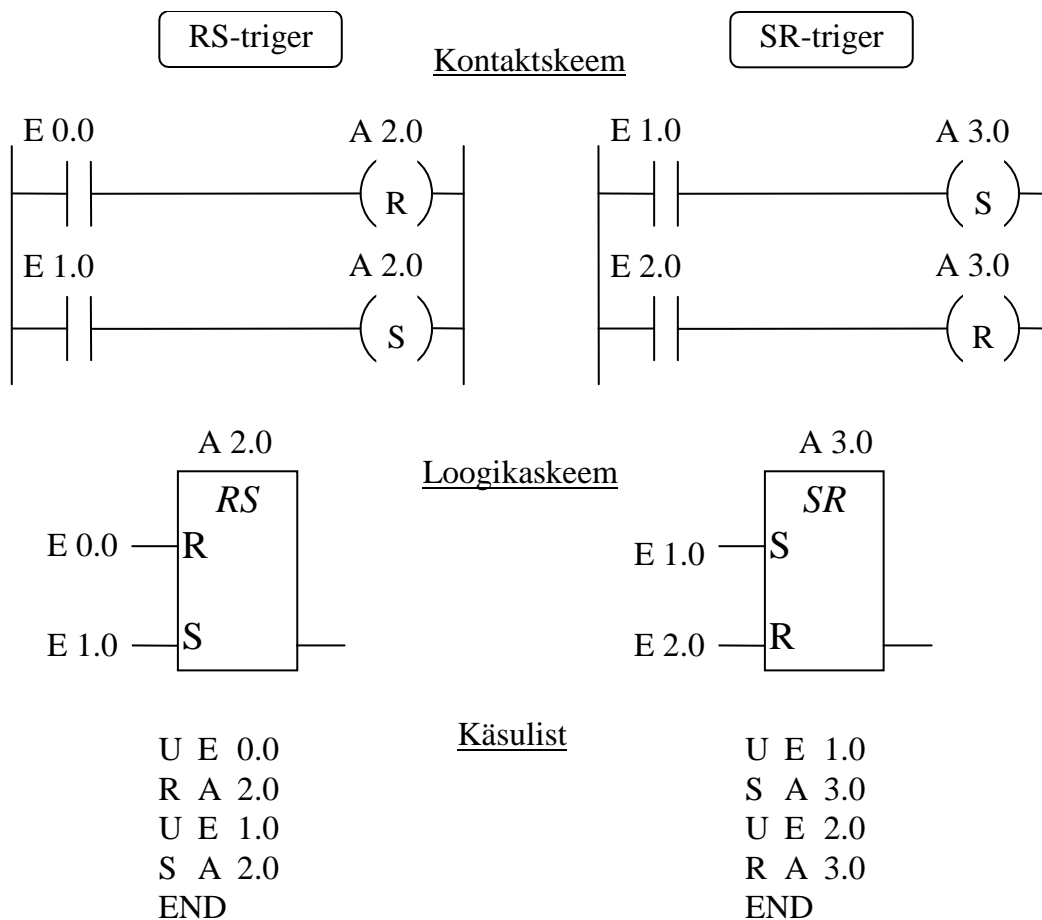 RS-triger
SR-triger
Kontaktskeem
E 0.0
A 2.0
R
E 1.0
A 2.0
S
E 1.0
A 3.0
S
E 2.0
A 3.0
R
Loogikaskeem
A 2.0
RS
E 0.0 R
E 1.0 S
A 3.0
SR
E 1.0 S
E 2.0 R
Käsulist
U E 0.0
R A 2.0
U E 1.0
S A 2.0
END
U E 1.0
S A 3.0
U E 2.0
R A 3.0
END